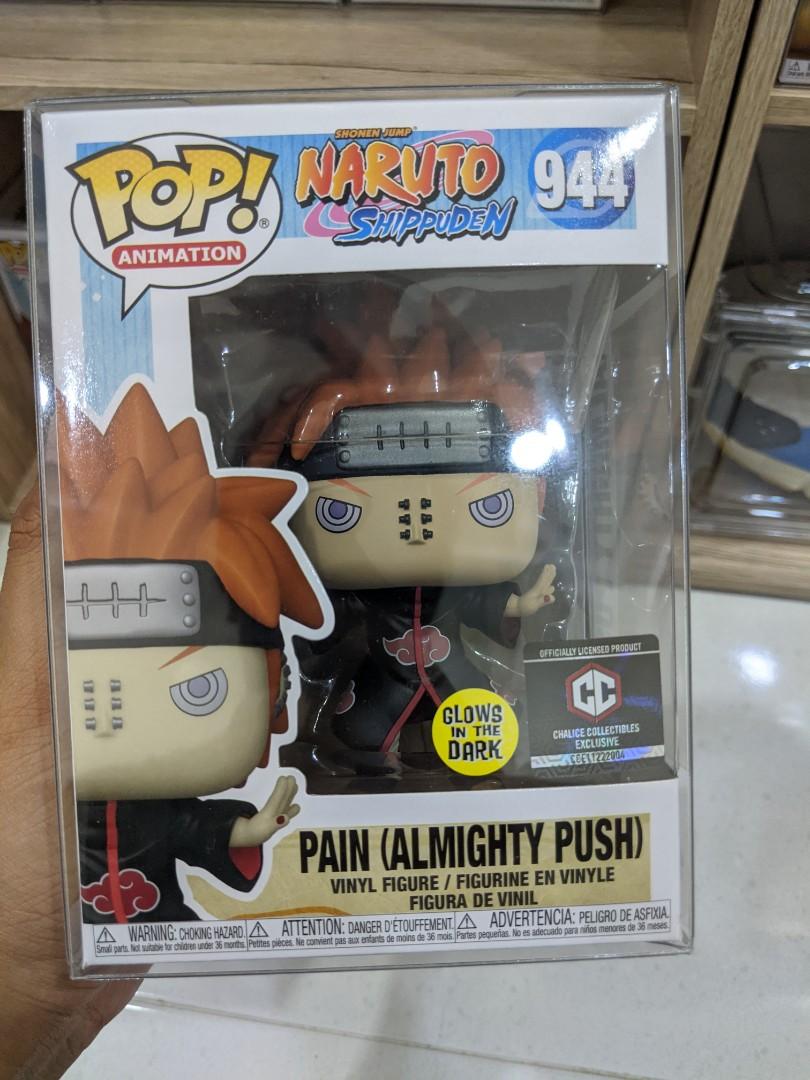 SHONEN JUMP
POP!®
ANIMATION
NARUTO
SHIPPUDEN
944
OFFICIALLY LICENSED PRODUCT
CC
CHALICE COLLECTIBLES
EXCLUSIVE
GLOWS
IN THE
DARK
PAIN (ALMIGHTY PUSH)
VINYL FIGURE / FIGURINE EN VINYLE
FIGURA DE VINIL
WARNING: CHOKING HAZARD.
Small parts. Not suitable for children under 36 months.
ATTENTION: DANGER D'ÉTOUFFEMENT.
Petites pièces. Ne convient pas aux enfants de moins de 36 mois.
ADVERTENCIA: PELIGRO DE ASFIXIA.
Partes pequeñas. No es adecuado para niños menores de 36 meses.